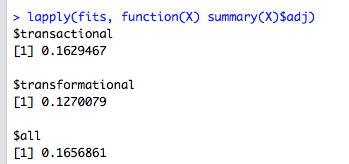 > lapply(fits, function(X) summary(X)$adj)
$transactional
[1] 0.1629467
$transformational
[1] 0.1270079
$all
[1] 0.1656861